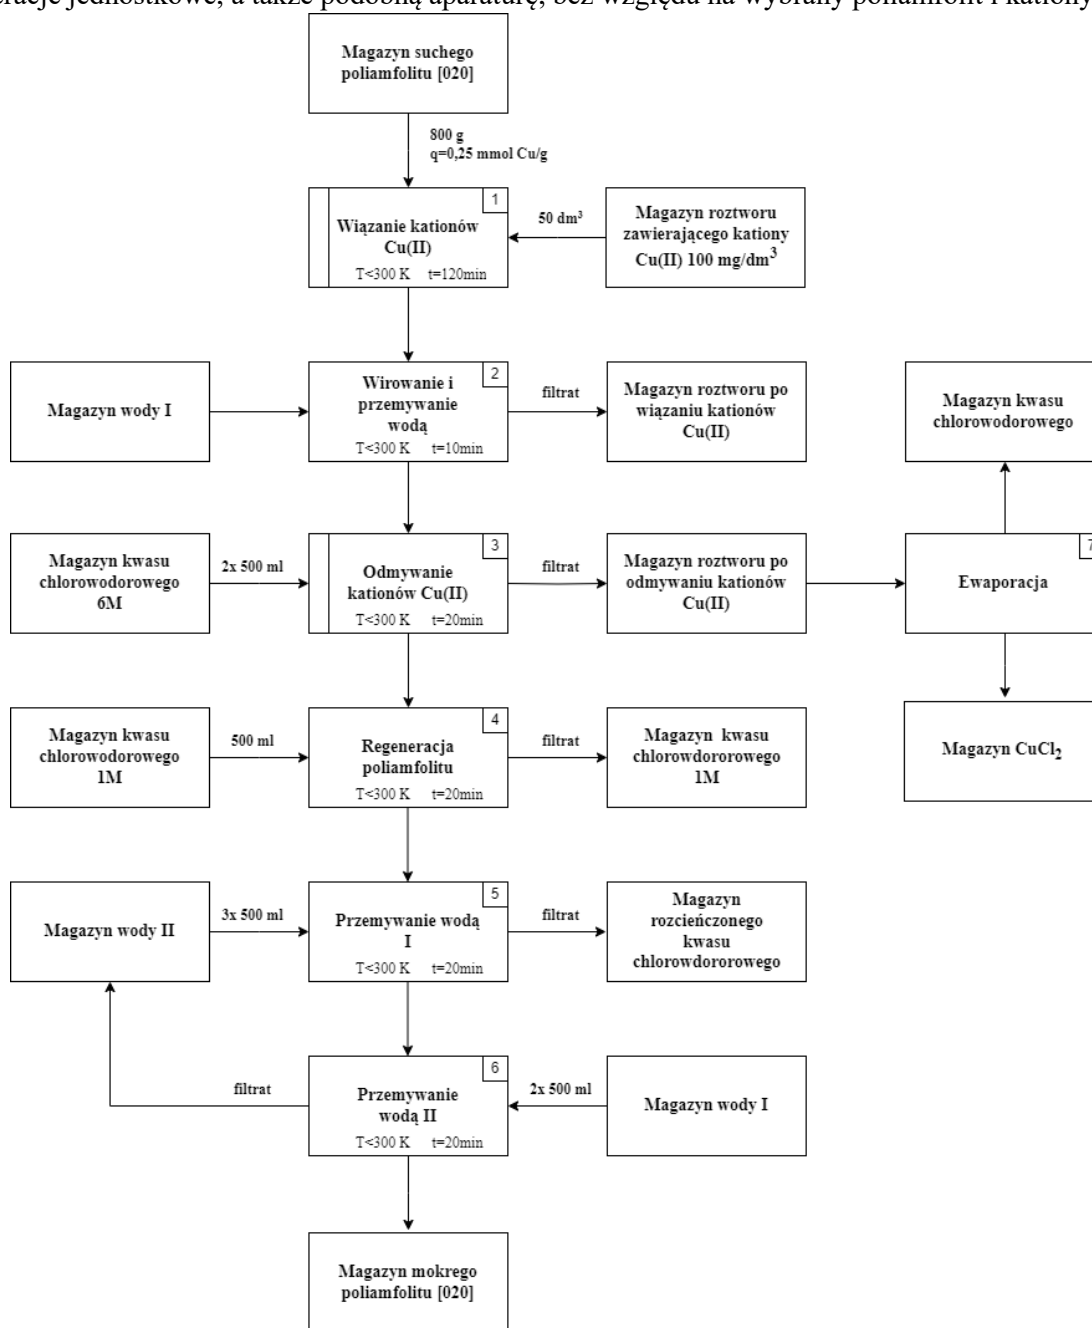 racje jednostkowe, a także podobną aparaturę, bez względu na wybrany poliamfolit i kationy
Magazyn suchego
poliamfolitu [020]
800 g
q=0,25 mmol Cu/g
1
Wiązanie kationów
Cu(II)
T<300 K t=120min
50 dm³
Magazyn roztworu
zawierającego kationy
Cu(II) 100 mg/dm³
Magazyn wody I
2
Wirowanie i
przemywanie
wodą
T<300 K t=10min
filtrat
Magazyn roztworu po
wiązaniu kationów
Cu(II)
Magazyn kwasu
chlorowodorowego
Magazyn kwasu
chlorowodorowego
6M
2x 500 ml
3
Odmywanie
kationów Cu(II)
T<300 K t=20min
filtrat
Magazyn roztworu po
odmywaniu kationów
Cu(II)
7
Ewaporacja
Magazyn kwasu
chlorowodorowego
1M
500 ml
4
Regeneracja
poliamfolitu
T<300 K t=20min
filtrat
Magazyn kwasu
chlorowdororowego
1M
Magazyn CuCl₂
Magazyn wody II
3x 500 ml
5
Przemywanie wodą
I
T<300 K t=20min
filtrat
Magazyn
rozcieńczonego
kwasu
chlorowdororowego
filtrat
6
Przemywanie
wodą II
T<300 K t=20min
2x 500 ml
Magazyn wody I
Magazyn mokrego
poliamfolitu [020]